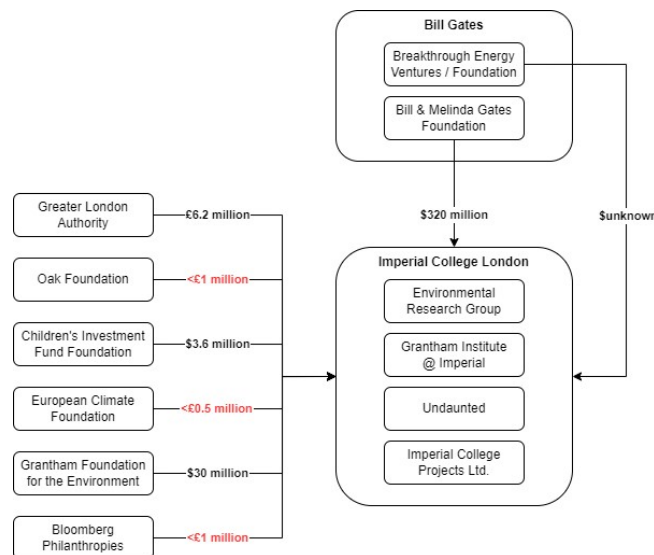 Bill Gates
Breakthrough Energy
Ventures / Foundation
Bill & Melinda Gates
Foundation
$320 million
$unknown
Greater London
Authority
£6.2 million
Oak Foundation
<£1 million
Children's Investment
Fund Foundation
$3.6 million
European Climate
Foundation
<£0.5 million
Grantham Foundation
for the Environment
$30 million
Bloomberg
Philanthropies
<£1 million
Imperial College London
Environmental
Research Group
Grantham Institute
@ Imperial
Undaunted
Imperial College
Projects Ltd.